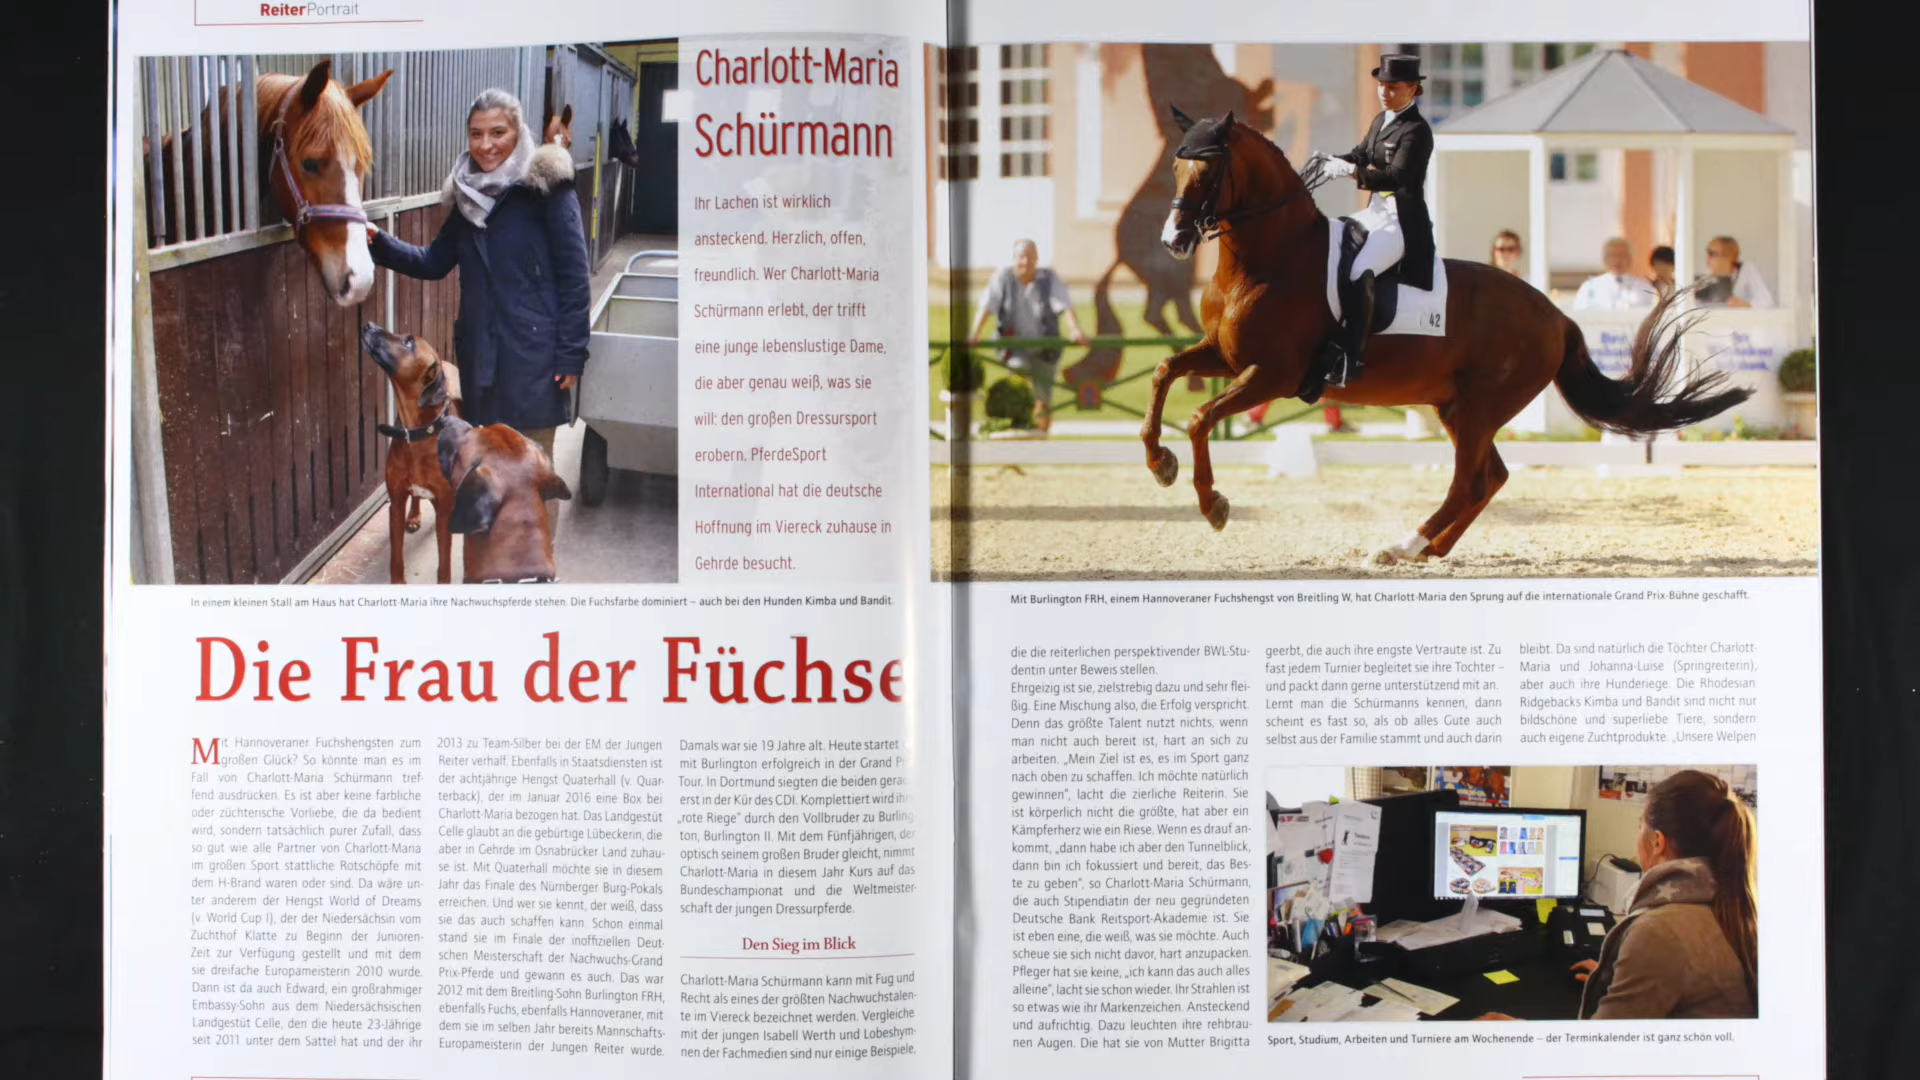 ReiterPortrait
Charlott-Maria
Schürmann
Ihr Lachen ist wirklich
ansteckend. Herzlich, offen,
freundlich. Wer Charlott-Maria
Schürmann erlebt, der trifft
eine junge lebenslustige Dame,
die aber genau weiß, was sie
will: den großen Dressursport
erobern. PferdeSport
International hat die deutsche
Hoffnung im Viereck zuhause in
Gehrde besucht.
In einem kleinen Stall am Haus hat Charlott-Maria ihre Nachwuchspferde stehen. Die Fuchsfarbe dominiert – auch bei den Hunden Kimba und Bandit.
Die Frau der Füchse
Mit Hannoveraner Fuchshengsten zum
großen Glück? So könnte man es im
Fall von Charlott-Maria Schürmann tref-
fend ausdrücken. Es ist aber keine farbliche
oder züchterische Vorliebe, die da bedient
wird, sondern tatsächlich purer Zufall, dass
so gut wie alle Partner von Charlott-Maria
im großen Sport stattliche Rotschöpfe mit
dem H-Brand waren oder sind. Da wäre un-
ter anderem der Hengst World of Dreams
(v. World Cup I), der der Niedersächsin vom
Zuchthof Klatte zu Beginn der Junioren-
Zeit zur Verfügung gestellt und mit dem
sie dreifache Europameisterin 2010 wurde.
Dann ist da auch Edward, ein großrahmiger
Embassy-Sohn aus dem Niedersächsischen
Landgestüt Celle, den die heute 23-Jährige
seit 2011 unter dem Sattel hat und der ihr
2013 zu Team-Silber bei der EM der Jungen
Reiter verhalf. Ebenfalls in Staatsdiensten ist
der achtjährige Hengst Quaterhall (v. Quar-
terback), der im Januar 2016 eine Box bei
Charlott-Maria bezogen hat. Das Landgestüt
Celle glaubt an die gebürtige Lübeckerin, die
aber in Gehrde im Osnabrücker Land zuhau-
se ist. Mit Quaterhall möchte sie in diesem
Jahr das Finale des Nürnberger Burg-Pokals
erreichen. Und wer sie kennt, der weiß, dass
sie das auch schaffen kann. Schon einmal
stand sie im Finale der inoffiziellen Deut-
schen Meisterschaft der Nachwuchs-Grand
Prix-Pferde und gewann es auch. Das war
2012 mit dem Breitling-Sohn Burlington FRH,
ebenfalls Fuchs, ebenfalls Hannoveraner, mit
dem sie im selben Jahr bereits Mannschafts-
Europameisterin der Jungen Reiter wurde.
Damals war sie 19 Jahre alt. Heute startet
mit Burlington erfolgreich in der Grand
Tour. In Dortmund siegten die beiden
erst in der Kür des CDI. Komplettiert wird
„rote Riege" durch den Vollbruder zu Burling-
ton, Burlington II. Mit dem Fünfjährigen, der
optisch seinem großen Bruder gleicht, nimmt
Charlott-Maria in diesem Jahr Kurs auf das
Bundeschampionat und die Weltmeister-
schaft der jungen Dressurpferde.
Den Sieg im Blick
Charlott-Maria Schürmann kann mit Fug und
Recht als eines der größten Nachwuchstalen-
te im Viereck bezeichnet werden. Vergleiche
mit der jungen Isabell Werth und Lobeshym-
nen der Fachmedien sind nur einige Beispiele,
42
Mit Burlington FRH, einem Hannoveraner Fuchshengst von Breitling W, hat Charlott-Maria den Sprung auf die internationale Grand Prix-Bühne geschafft.
die die reiterlichen perspektivender BWL-Stu-
dentin unter Beweis stellen.
Ehrgeizig ist sie, zielstrebig dazu und sehr flei-
ßig. Eine Mischung also, die Erfolg verspricht.
Denn das größte Talent nutzt nichts, wenn
man nicht auch bereit ist, hart an sich zu
arbeiten. „Mein Ziel ist es, es im Sport ganz
nach oben zu schaffen. Ich möchte natürlich
gewinnen", lacht die zierliche Reiterin. Sie
ist körperlich nicht die größte, hat aber ein
Kämpferherz wie ein Riese. Wenn es drauf an-
kommt, „dann habe ich aber den Tunnelblick,
dann bin ich fokussiert und bereit, das Bes-
te zu geben", so Charlott-Maria Schürmann,
die auch Stipendiatin der neu gegründeten
Deutsche Bank Reitsport-Akademie ist. Sie
ist eben eine, die weiß, was sie möchte. Auch
scheue sie sich nicht davor, hart anzupacken.
Pfleger hat sie keine, „ich kann das auch alles
alleine", lacht sie schon wieder. Ihr Strahlen ist
so etwas wie ihr Markenzeichen. Ansteckend
und aufrichtig. Dazu leuchten ihre rehbrau-
nen Augen. Die hat sie von Mutter Brigitta
geerbt, die auch ihre engste Vertraute ist. Zu
fast jedem Turnier begleitet sie ihre Tochter –
und packt dann gerne unterstützend mit an.
Lernt man die Schürmanns kennen, dann
scheint es fast so, als ob alles Gute auch
selbst aus der Familie stammt und auch darin
bleibt. Da sind natürlich die Töchter Charlott-
Maria und Johanna-Luise (Springreiterin),
aber auch ihre Hunderiege. Die Rhodesian
Ridgebacks Kimba und Bandit sind nicht nur
bildschöne und superliebe Tiere, sondern
auch eigene Zuchtprodukte. „Unsere Welpen
Sport, Studium, Arbeiten und Turniere am Wochenende – der Terminkalender ist ganz schön voll.